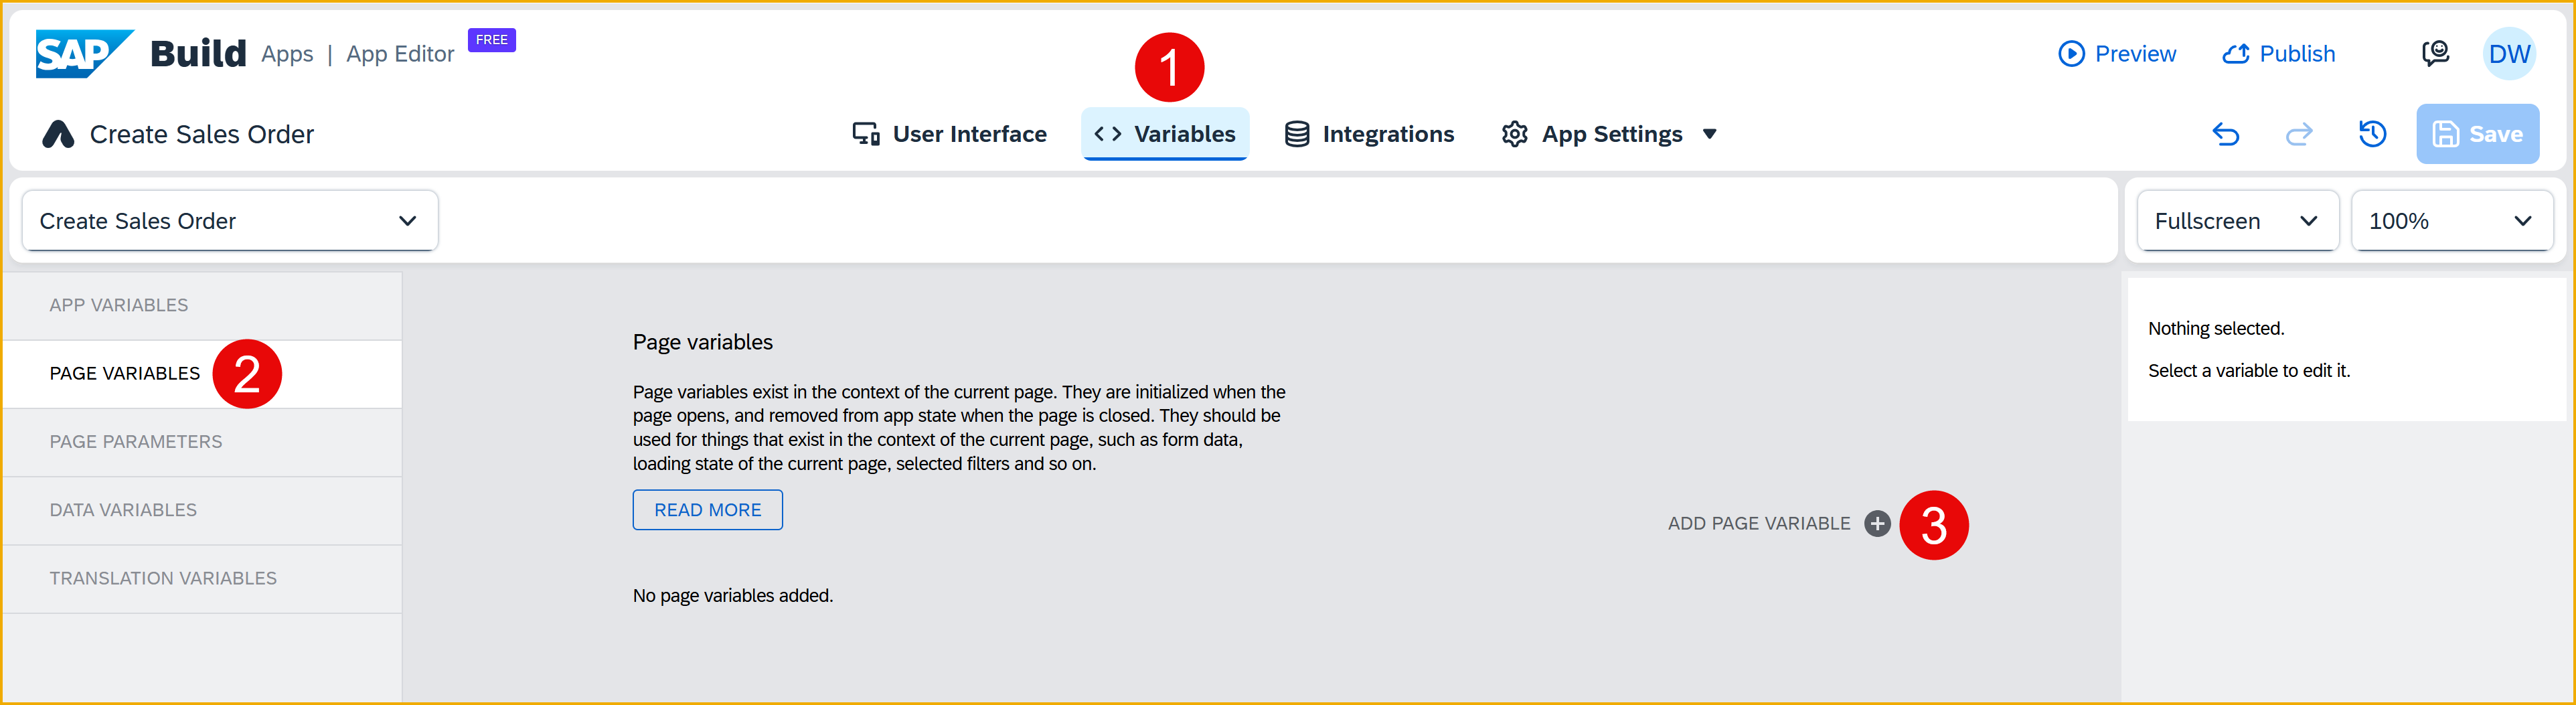 SAP Build Apps | App Editor FREE
1
Preview Publish DW
Create Sales Order
User Interface Variables Integrations App Settings
Save
Create Sales Order
Fullscreen 100%
APP VARIABLES
PAGE VARIABLES 2
PAGE PARAMETERS
DATA VARIABLES
TRANSLATION VARIABLES
Page variables
Page variables exist in the context of the current page. They are initialized when the
page opens, and removed from app state when the page is closed. They should be
used for things that exist in the context of the current page, such as form data,
loading state of the current page, selected filters and so on.
READ MORE
ADD PAGE VARIABLE 3
No page variables added.
Nothing selected.
Select a variable to edit it.